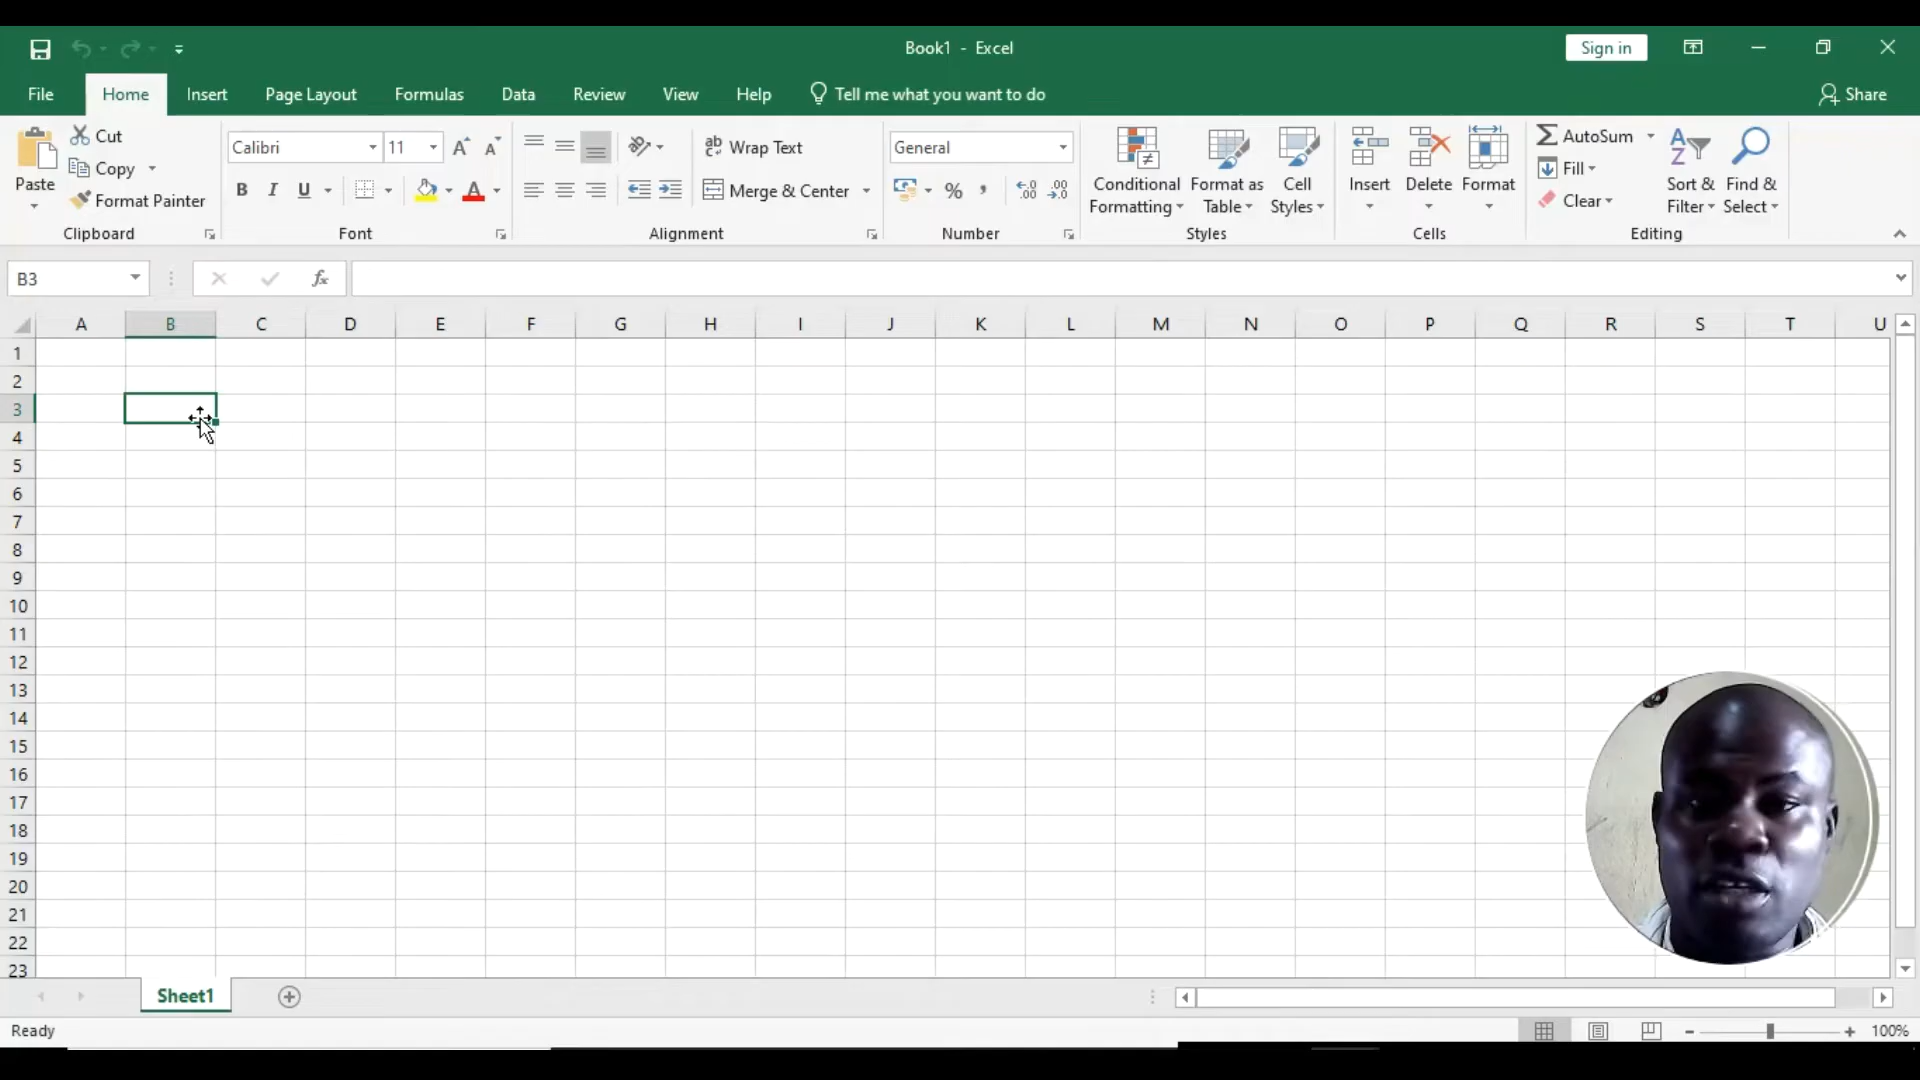 Book1 - Excel
Sign in
File Home Insert Page Layout Formulas Data Review View Help Tell me what you want to do Share
Paste
Cut
Copy
Format Painter
Clipboard
Calibri 11
B I U A
Font
ab Wrap Text
Merge & Center
Alignment
General
% , .00 .00
Number
Conditional Formatting
Format as Table
Cell Styles
Styles
Insert
Delete
Format
Cells
AutoSum
Fill
Clear
Sort & Filter
Find & Select
Editing
B3 fx
A B C D E F G H I J K L M N O P Q R S T U
1
2
3
4
5
6
7
8
9
10
11
12
13
14
15
16
17
18
19
20
21
22
23
Sheet1
Ready 100%